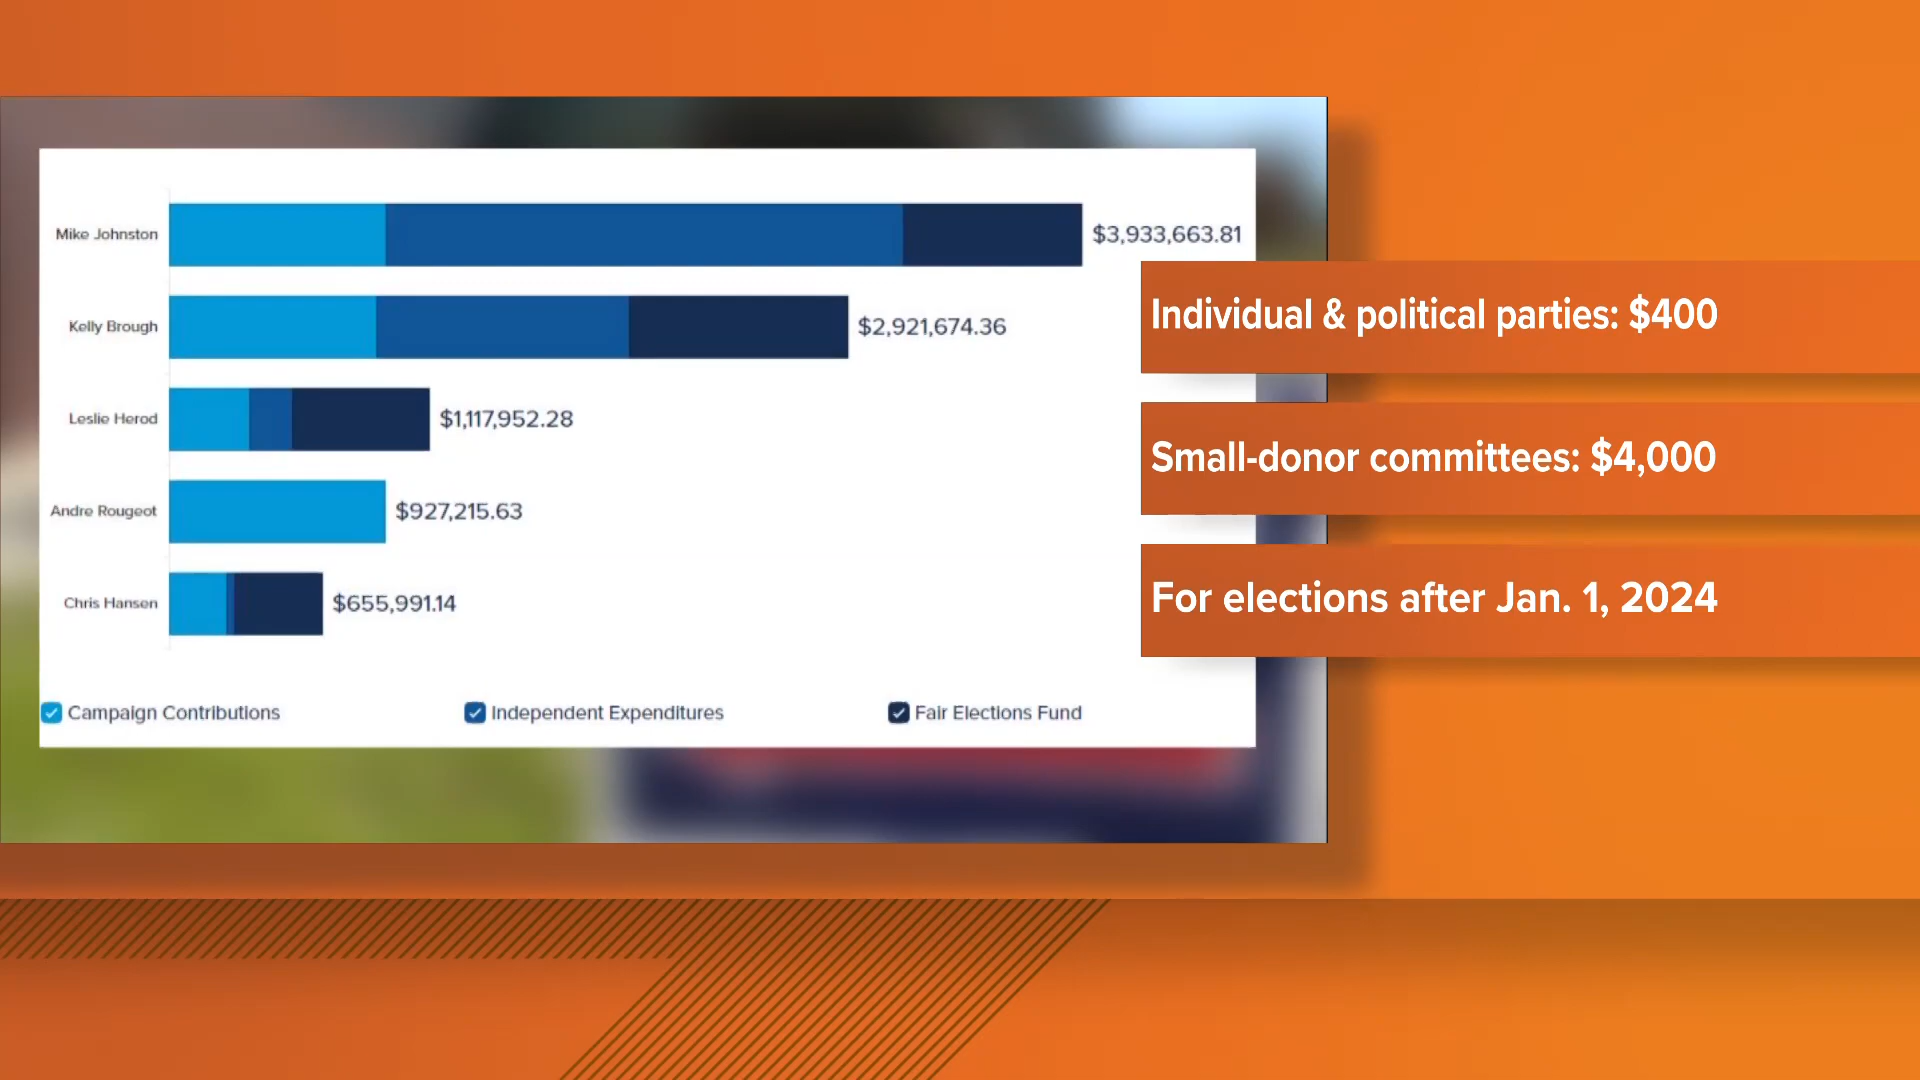 Mike Johnston
$3,933,663.81
Kelly Brough
$2,921,674.36
Leslie Herod
$1,117,952.28
Andre Rougeot
$927,215.63
Chris Hansen
$655,991.14
Campaign Contributions
Independent Expenditures
Fair Elections Fund
Individual & political parties: $400
Small-donor committees: $4,000
For elections after Jan. 1, 2024